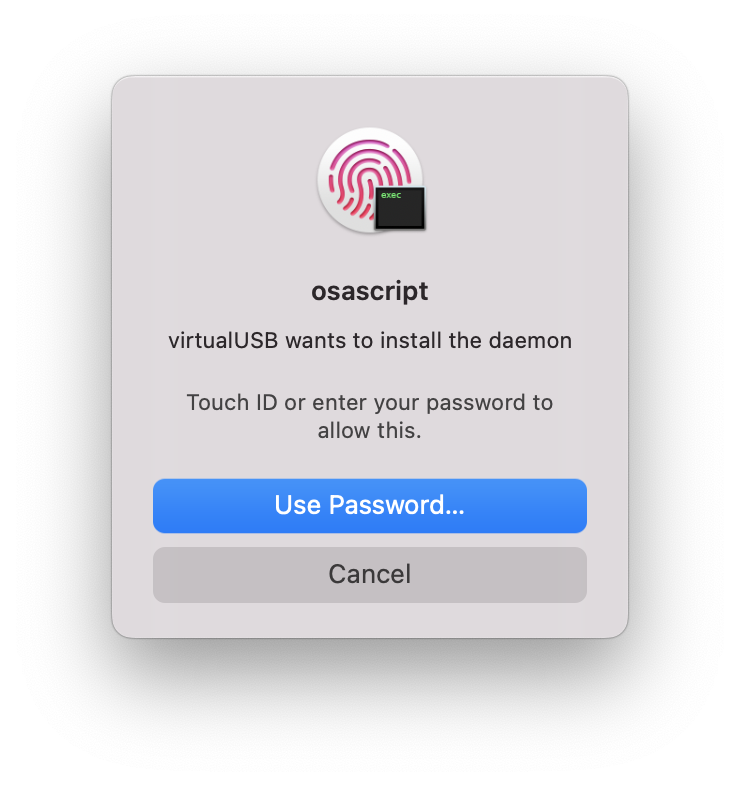 exec
osascript
virtualUSB wants to install the daemon
Touch ID or enter your password to
allow this.
Use Password...
Cancel